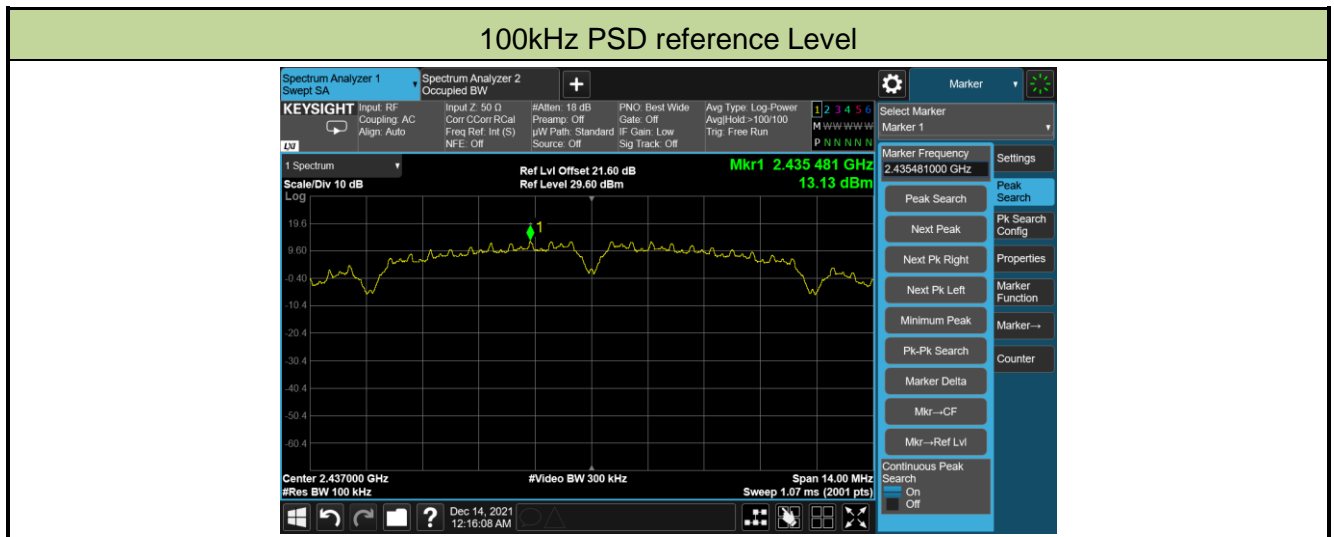 100kHz PSD reference Level
Spectrum Analyzer 1
Swept SA
Spectrum Analyzer 2
Occupied BW
+
Marker
KEYSIGHT
LXI
Input: RF
Coupling: AC
Align: Auto
Input Z: 50 Ω
Corr CCorr RCal
Freq Ref: Int (S)
NFE: Off
#Atten: 18 dB
Preamp: Off
µW Path: Standard
Source: Off
PNO: Best Wide
Gate: Off
IF Gain: Low
Sig Track: Off
Avg Type: Log-Power
Avg|Hold:>100/100
Trig: Free Run
1 2 3 4 5 6
M W W W W W
P N N N N N
Select Marker
Marker 1
1 Spectrum
Scale/Div 10 dB
Log
Ref Lvl Offset 21.60 dB
Ref Level 29.60 dBm
Mkr1 2.435 481 GHz
13.13 dBm
1
19.6
9.60
-0.40
-10.4
-20.4
-30.4
-40.4
-50.4
-60.4
Center 2.437000 GHz
#Res BW 100 kHz
#Video BW 300 kHz
Span 14.00 MHz
Sweep 1.07 ms (2001 pts)
Marker Frequency
2.435481000 GHz
Peak Search
Next Peak
Next Pk Right
Next Pk Left
Minimum Peak
Pk-Pk Search
Marker Delta
Mkr→CF
Mkr→Ref Lvl
Continuous Peak
Search
On
Off
Settings
Peak
Search
Pk Search
Config
Properties
Marker
Function
Marker→
Counter
?
Dec 14, 2021
12:16:08 AM